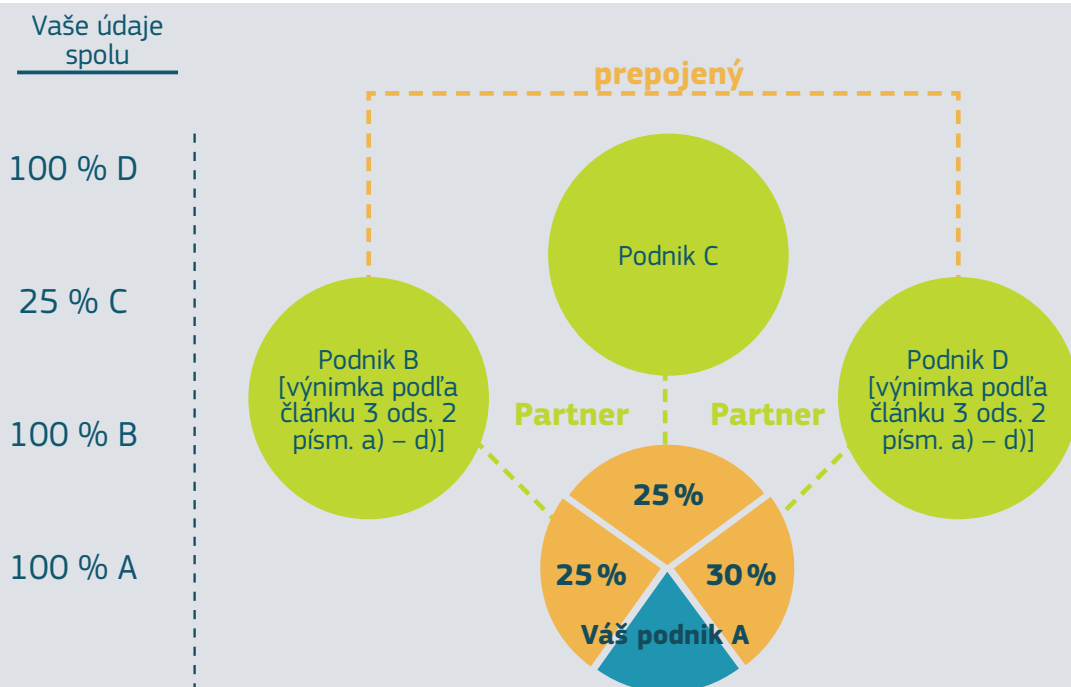 Vaše údaje
spolu
100 % D
25 % C
100 % B
100 % A
prepojený
Podnik C
Podnik B
[výnimka podľa
článku 3 ods. 2
písm. a) – d)]
Podnik D
[výnimka podľa
článku 3 ods. 2
písm. a) – d)]
Partner
Partner
25 %
25 %
30 %
Váš podnik A